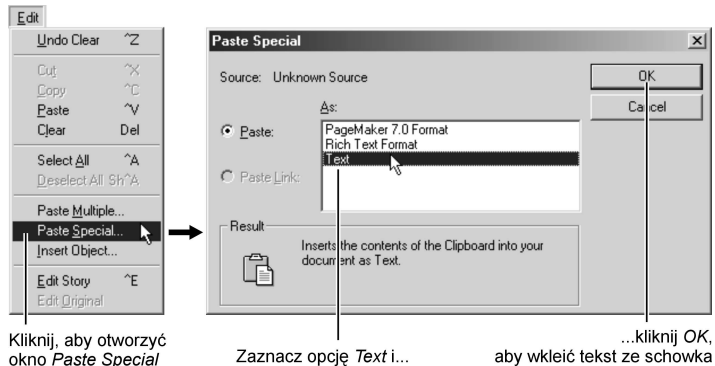 Edit
Undo Clear ^Z
Cut ^X
Copy ^C
Paste ^V
Clear Del
Select All ^A
Deselect All Sh^A
Paste Multiple...
Paste Special...
Insert Object...
Edit Story ^E
Edit Original
Kliknij, aby otworzyć
okno Paste Special
Paste Special
Source: Unknown Source
As:
Paste:
PageMaker 7.0 Format
Rich Text Format
Text
Paste Link:
OK
Cancel
Result
Inserts the contents of the Clipboard into your
document as Text.
Zaznacz opcję Text i...
...kliknij OK,
aby wkleić tekst ze schowka